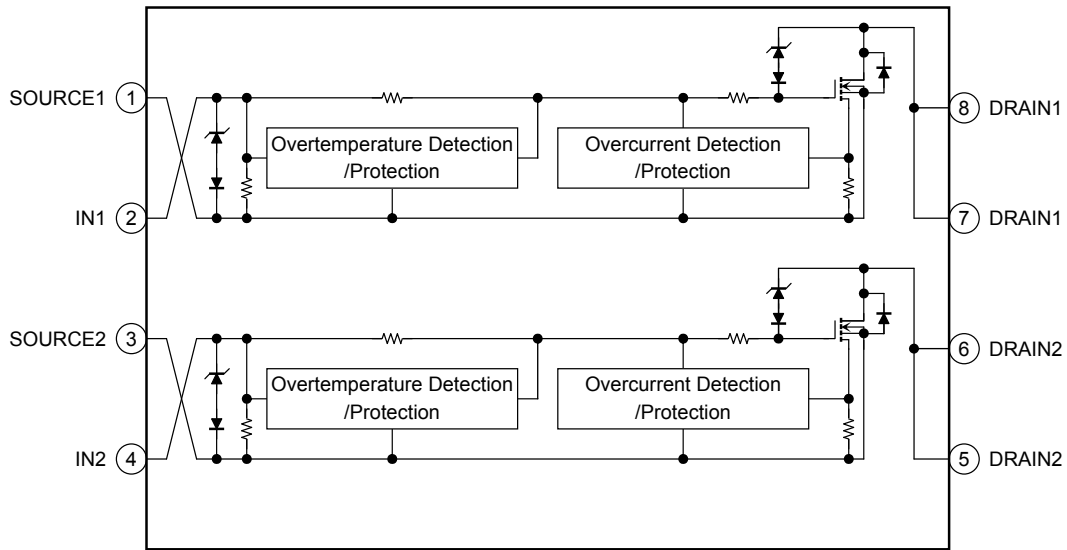 SOURCE1 1
Overtemperature Detection
/Protection
Overcurrent Detection
/Protection
8 DRAIN1
IN1 2
7 DRAIN1
SOURCE2 3
Overtemperature Detection
/Protection
Overcurrent Detection
/Protection
6 DRAIN2
IN2 4
5 DRAIN2